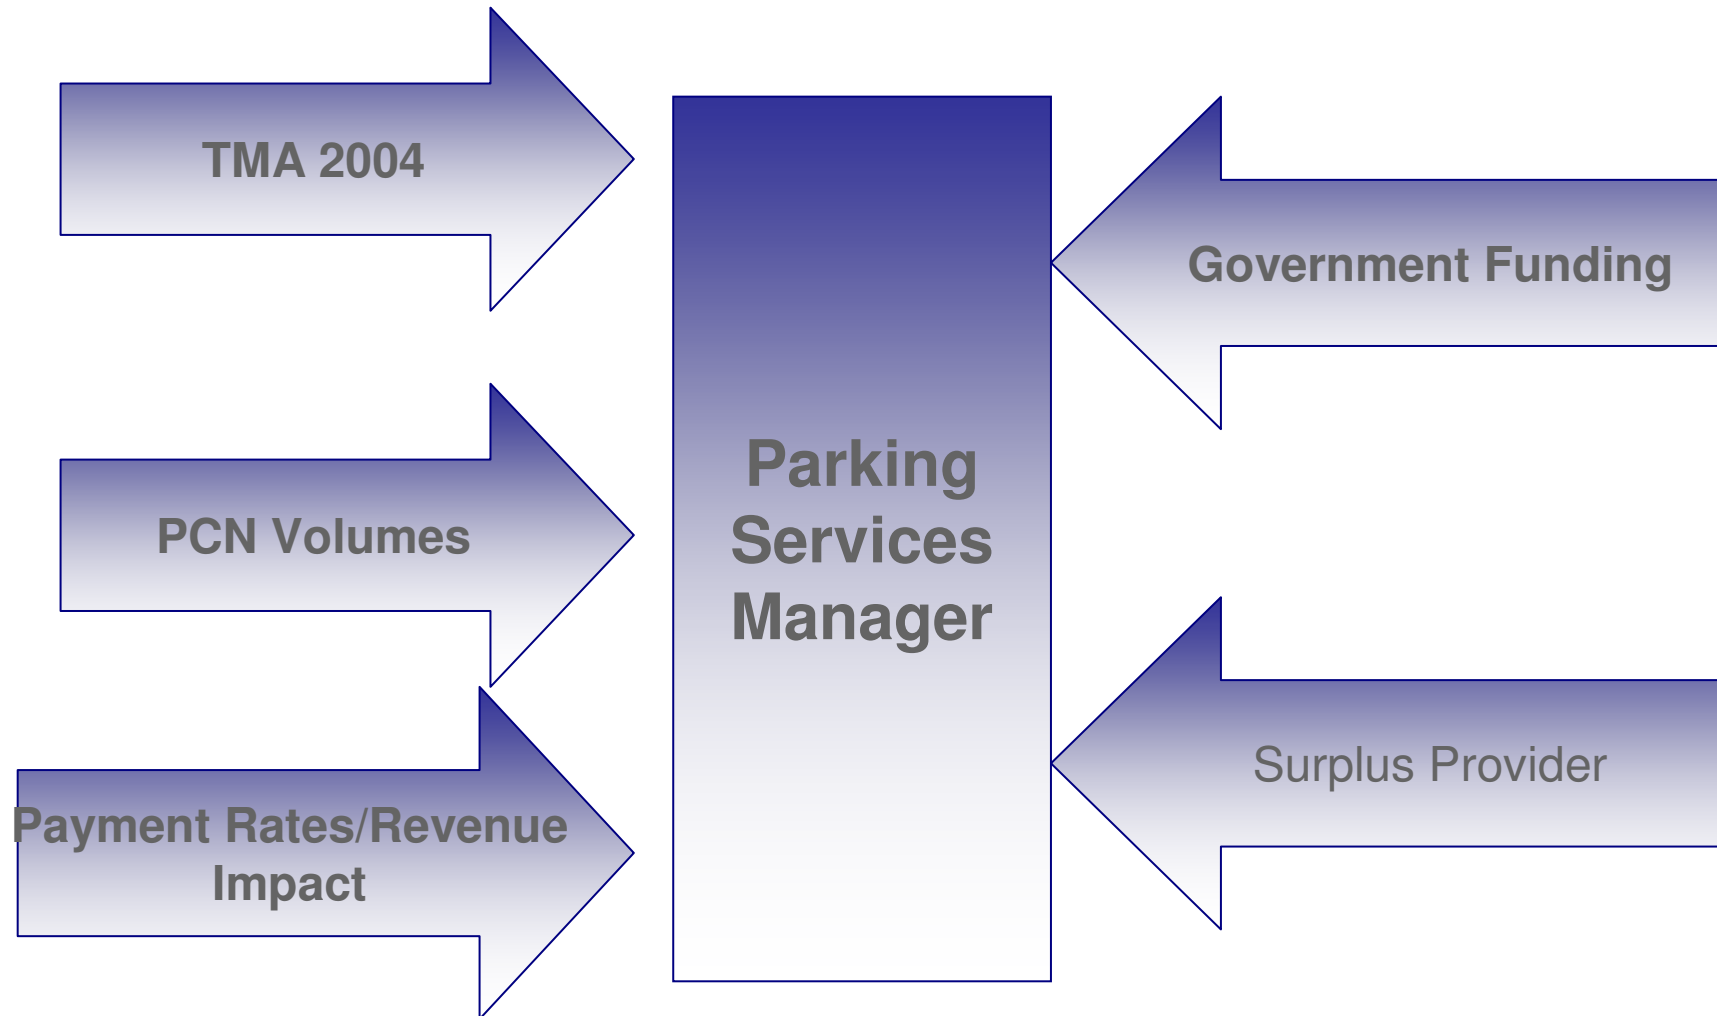 TMA 2004
PCN Volumes
Payment Rates/Revenue
Impact
Parking
Services
Manager
Government Funding
Surplus Provider